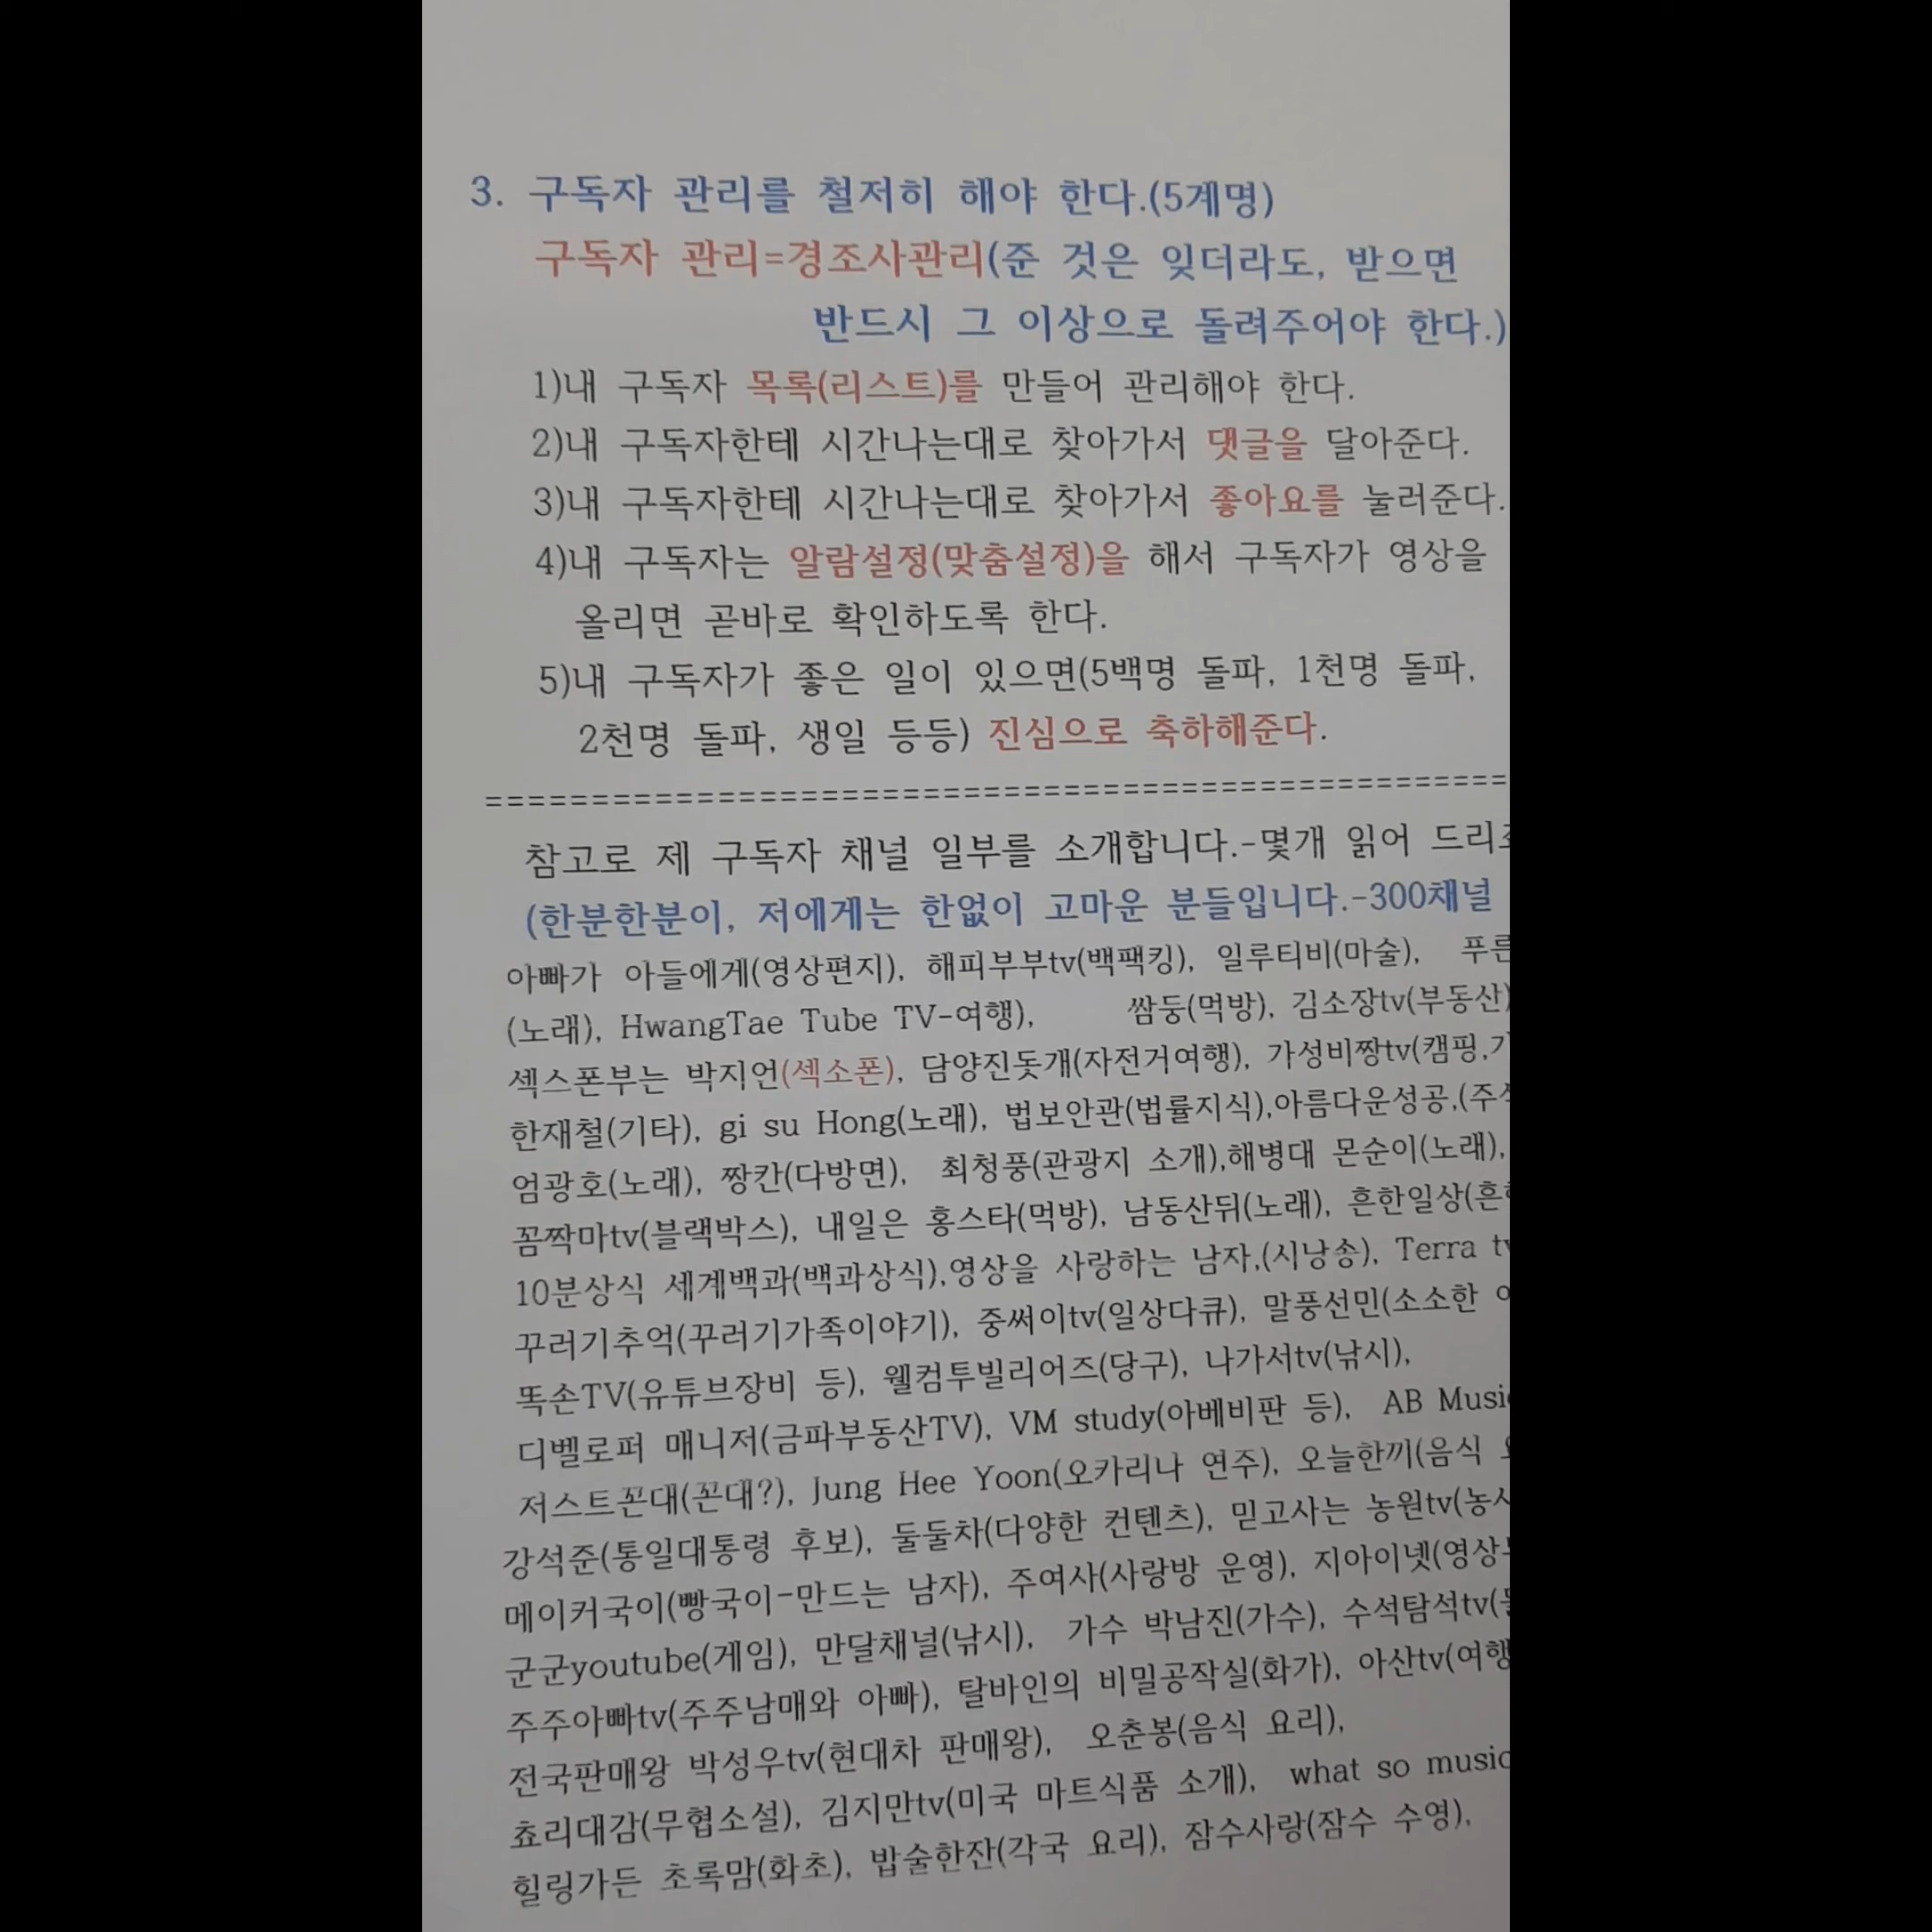 3. 구독자 관리를 철저히 해야 한다.(5계명)
구독자 관리=경조사관리(준 것은 잊더라도, 받으면
반드시 그 이상으로 돌려주어야 한다.)
1)내 구독자 목록(리스트)를 만들어 관리해야 한다.
2)내 구독자한테 시간나는대로 찾아가서 댓글을 달아준다.
3)내 구독자한테 시간나는대로 찾아가서 좋아요를 눌러준다.
4)내 구독자는 알람설정(맞춤설정)을 해서 구독자가 영상을
올리면 곧바로 확인하도록 한다.
5)내 구독자가 좋은 일이 있으면(5백명 돌파, 1천명 돌파,
2천명 돌파, 생일 등등) 진심으로 축하해준다.
==================================================
참고로 제 구독자 채널 일부를 소개합니다.-몇개 읽어
(한분한분이, 저에게는 한없이 고마운 분들입니다.-300채널
아빠가 아들에게(영상편지), 해피부부tv(백팩킹), 일루티비(마술),
(노래), HwangTae Tube TV-여행), 쌈둥(먹방), 김소장tv(부동산)
섹스폰부는 박지언(섹소폰), 담양진돗개(자전거여행), 가성비짱tv(캠핑,
한재철(기타), gi su Hong(노래), 법보안관(법률지식),아름다운성공,
엄광호(노래), 짱칸(다방면), 최청풍(관광지 소개),해병대 몬순이(노래),
꼼짝마tv(블랙박스), 내일은 홍스타(먹방), 남동산뒤(노래), 흔한일상
10분상식 세계백과(백과상식),영상을 사랑하는 남자,(시낭송), Terra
꾸러기추억(꾸러기가족이야기), 중써이tv(일상다큐), 말풍선민(소소한
똑손TV(유튜브장비 등), 웰컴투빌리어즈(당구), 나가서tv(낚시),
디벨로퍼 매니저(금파부동산TV), VM study(아베비판 등), AB
저스트꼰대(꼰대?), Jung Hee Yoon(오카리나 연주), 오늘한끼(음식
강석준(통일대통령 후보), 둘둘차(다양한 컨텐츠), 믿고사는 농원tv
메이커국이(빵국이-만드는 남자), 주여사(사랑방 운영), 지아이넷
군군youtube(게임), 만달채널(낚시), 가수 박남진(가수), 수석탐석tv
주주아빠tv(주주남매와 아빠), 탈바인의 비밀공작실(화가), 아산tv(여행
전국판매왕 박성우tv(현대차 판매왕), 오춘봉(음식 요리),
쵸리대감(무협소설), 김지만tv(미국 마트식품 소개), what so music
힐링가든 초록맘(화초), 밥술한잔(각국 요리), 잠수사랑(잠수 수영),